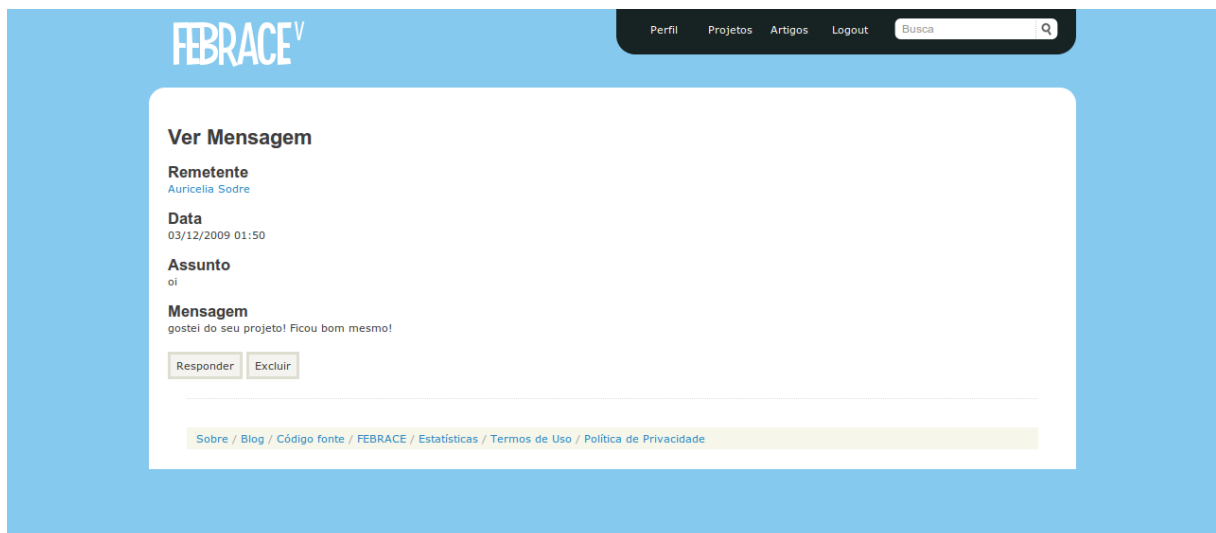 FEBRACE V
Perfil Projetos Artigos Logout Busca
Ver Mensagem
Remetente
Auricelia Sodre
Data
03/12/2009 01:50
Assunto
oi
Mensagem
gostei do seu projeto! Ficou bom mesmo!
Responder Excluir
Sobre / Blog / Código fonte / FEBRACE / Estatísticas / Termos de Uso / Política de Privacidade